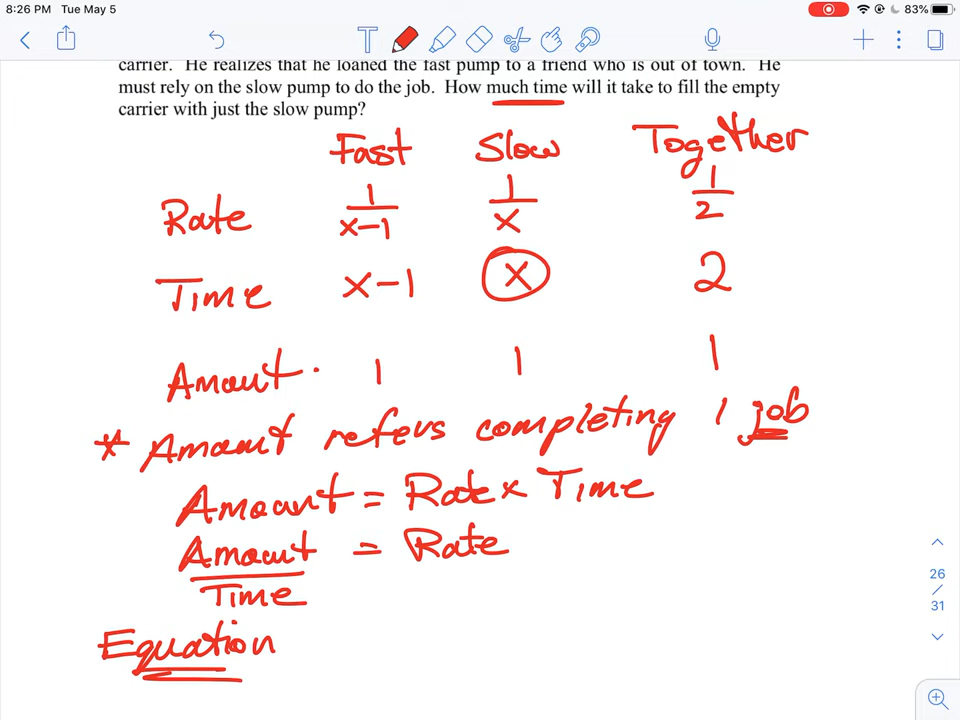 8:26 PM Tue May 5 83%
T
carrier. He realizes that he loaned the fast pump to a friend who is out of town. He
must rely on the slow pump to do the job. How much time will it take to fill the empty
carrier with just the slow pump?
Fast Slow Together
Rate 1/x-1 1/x 1/2
Time x-1 x 2
Amount. 1 1 1
* Amount refers completing 1 job
Amount = Rate x Time
Amount/Time = Rate
Equation
26
/
31